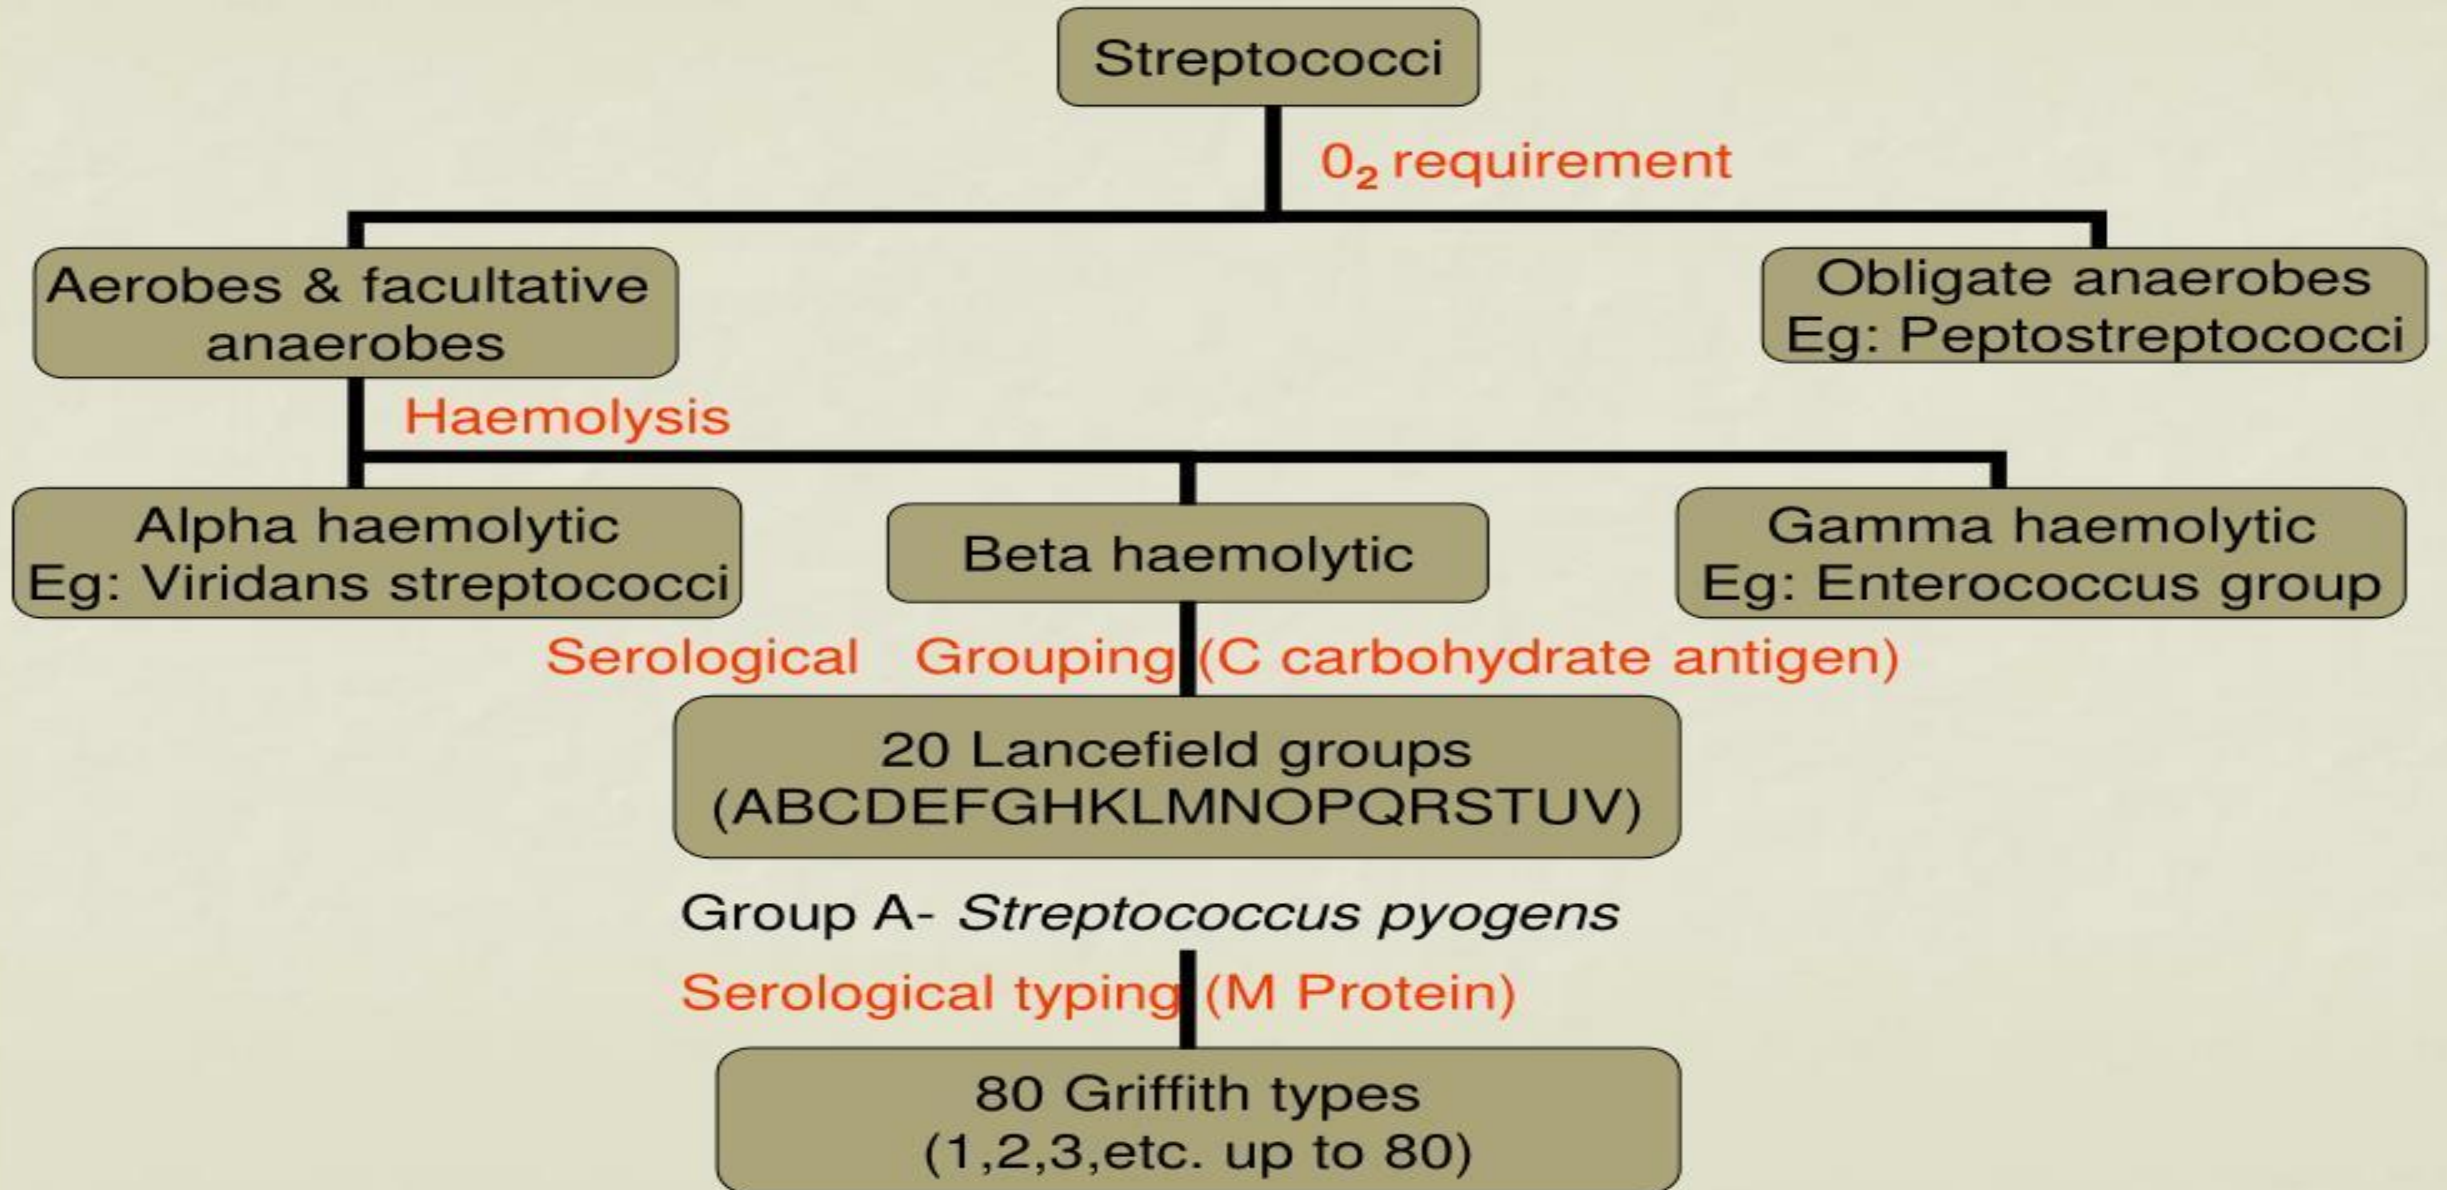 Streptococci
0₂ requirement
Aerobes & facultative
anaerobes
Obligate anaerobes
Eg: Peptostreptococci
Haemolysis
Alpha haemolytic
Eg: Viridans streptococci
Beta haemolytic
Gamma haemolytic
Eg: Enterococcus group
Serological Grouping (C carbohydrate antigen)
20 Lancefield groups
(ABCDEFGHKLMNOPQRSTUV)
Group A- Streptococcus pyogens
Serological typing (M Protein)
80 Griffith types
(1,2,3,etc. up to 80)